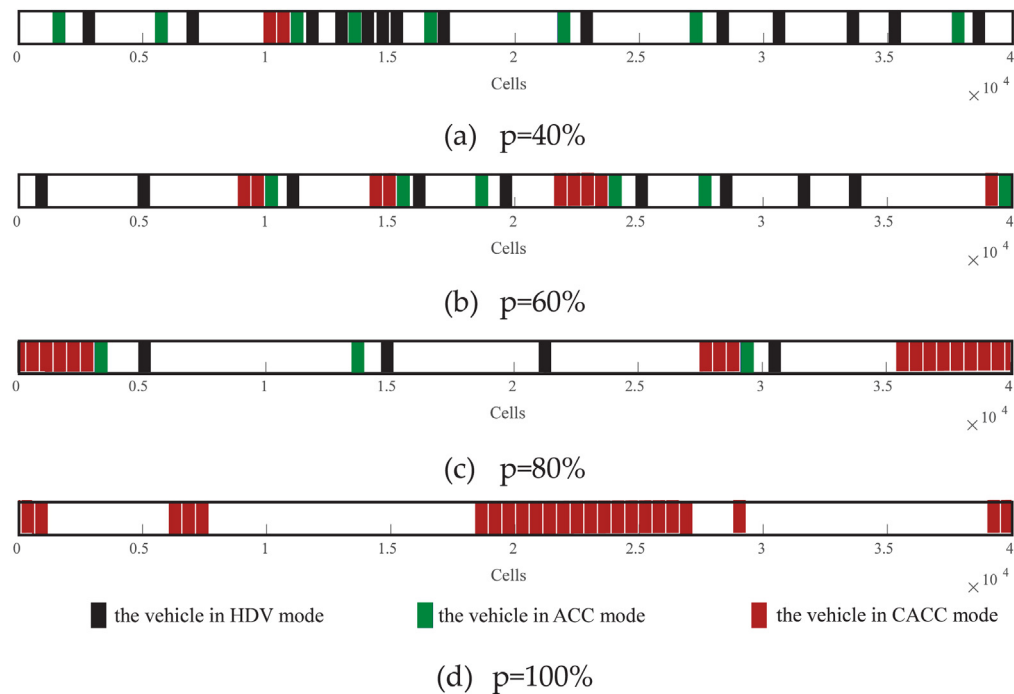 0 0.5 1 1.5 2 2.5 3 3.5 4
Cells
× 10 4
(a) p=40%
0 0.5 1 1.5 2 2.5 3 3.5 4
Cells
× 10 4
(b) p=60%
0 0.5 1 1.5 2 2.5 3 3.5 4
Cells
× 10 4
(c) p=80%
0 0.5 1 1.5 2 2.5 3 3.5 4
Cells
× 10 4
the vehicle in HDV mode the vehicle in ACC mode the vehicle in CACC mode
(d) p=100%